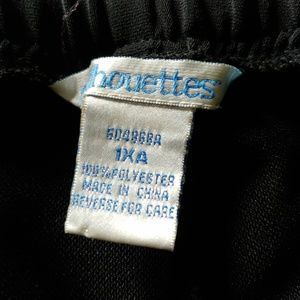 houettes
1XA
100% POLYESTER
MADE IN CHINA
REVERSE FOR CARE